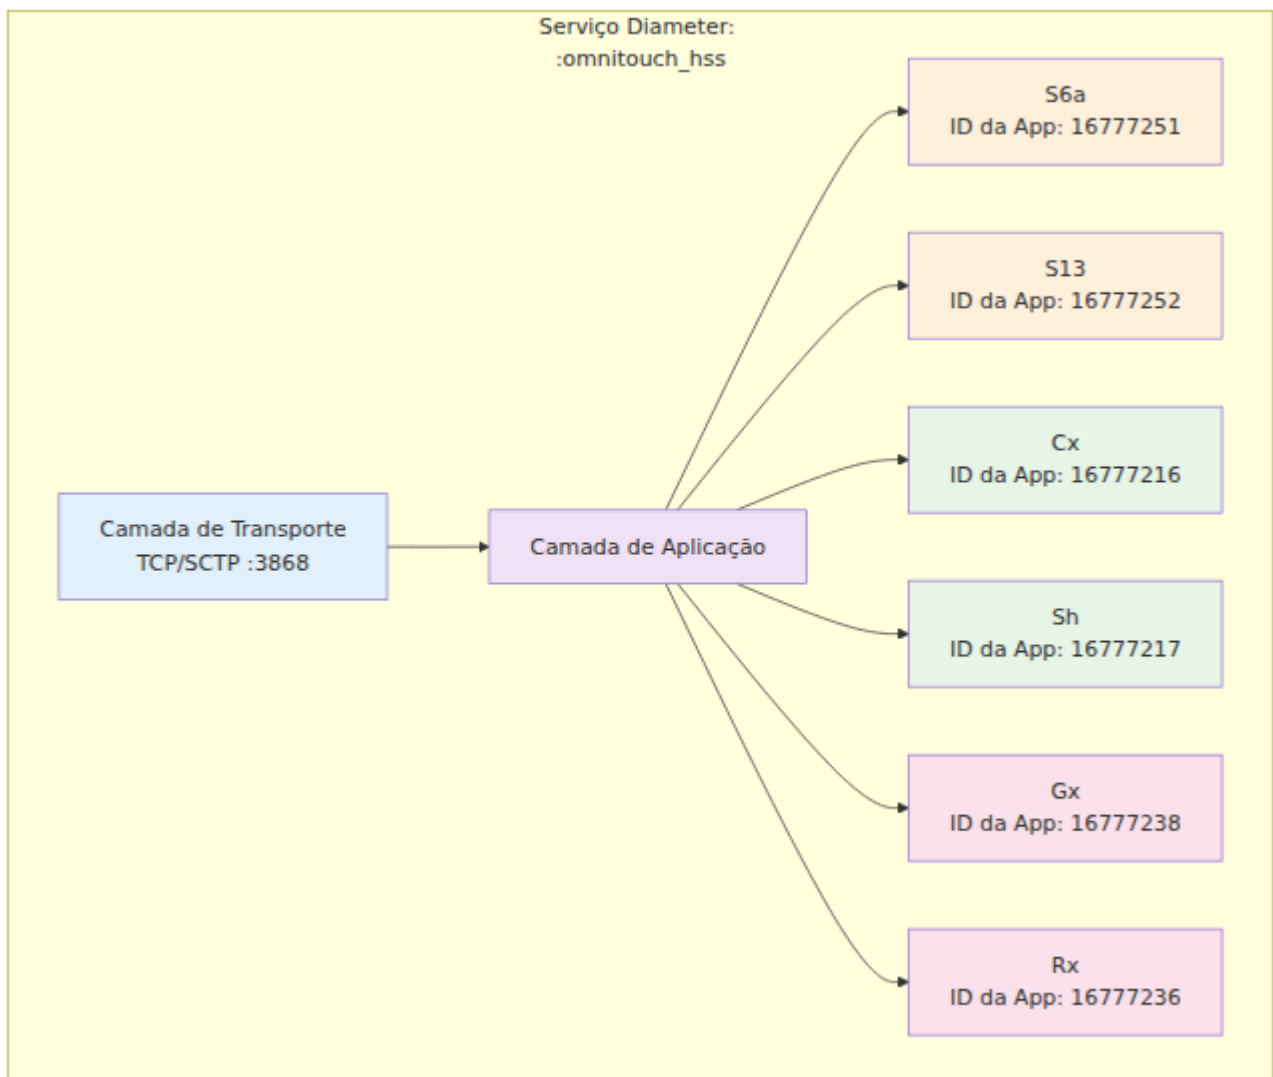 Serviço Diameter:
:omnitouch_hss
S6a
ID da App: 16777251
S13
ID da App: 16777252
Cx
ID da App: 16777216
Camada de Transporte
TCP/SCTP :3868
Camada de Aplicação
Sh
ID da App: 16777217
Gx
ID da App: 16777238
Rx
ID da App: 16777236